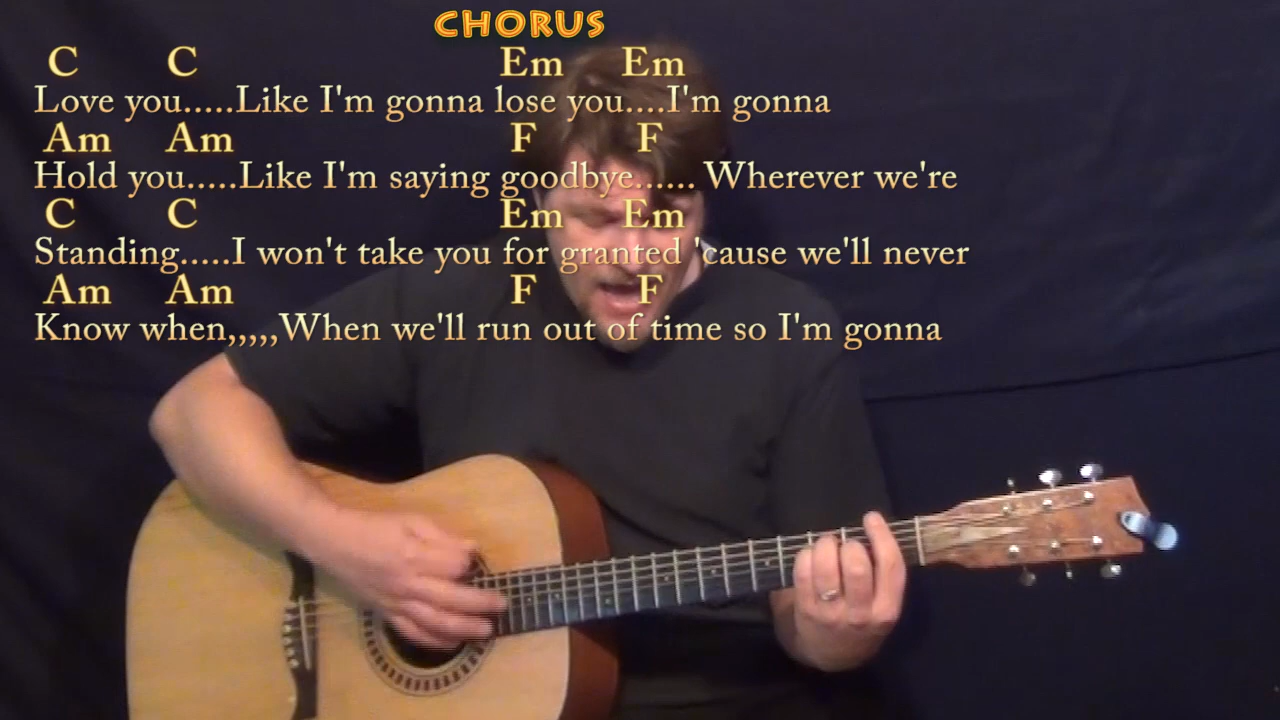 CHORUS
C C Em Em
Love you.....Like I'm gonna lose you....I'm gonna
Am Am F F
Hold you.....Like I'm saying goodbye...... Wherever we're
C C Em Em
Standing.....I won't take you for granted 'cause we'll never
Am Am F F
Know when,,,,,When we'll run out of time so I'm gonna